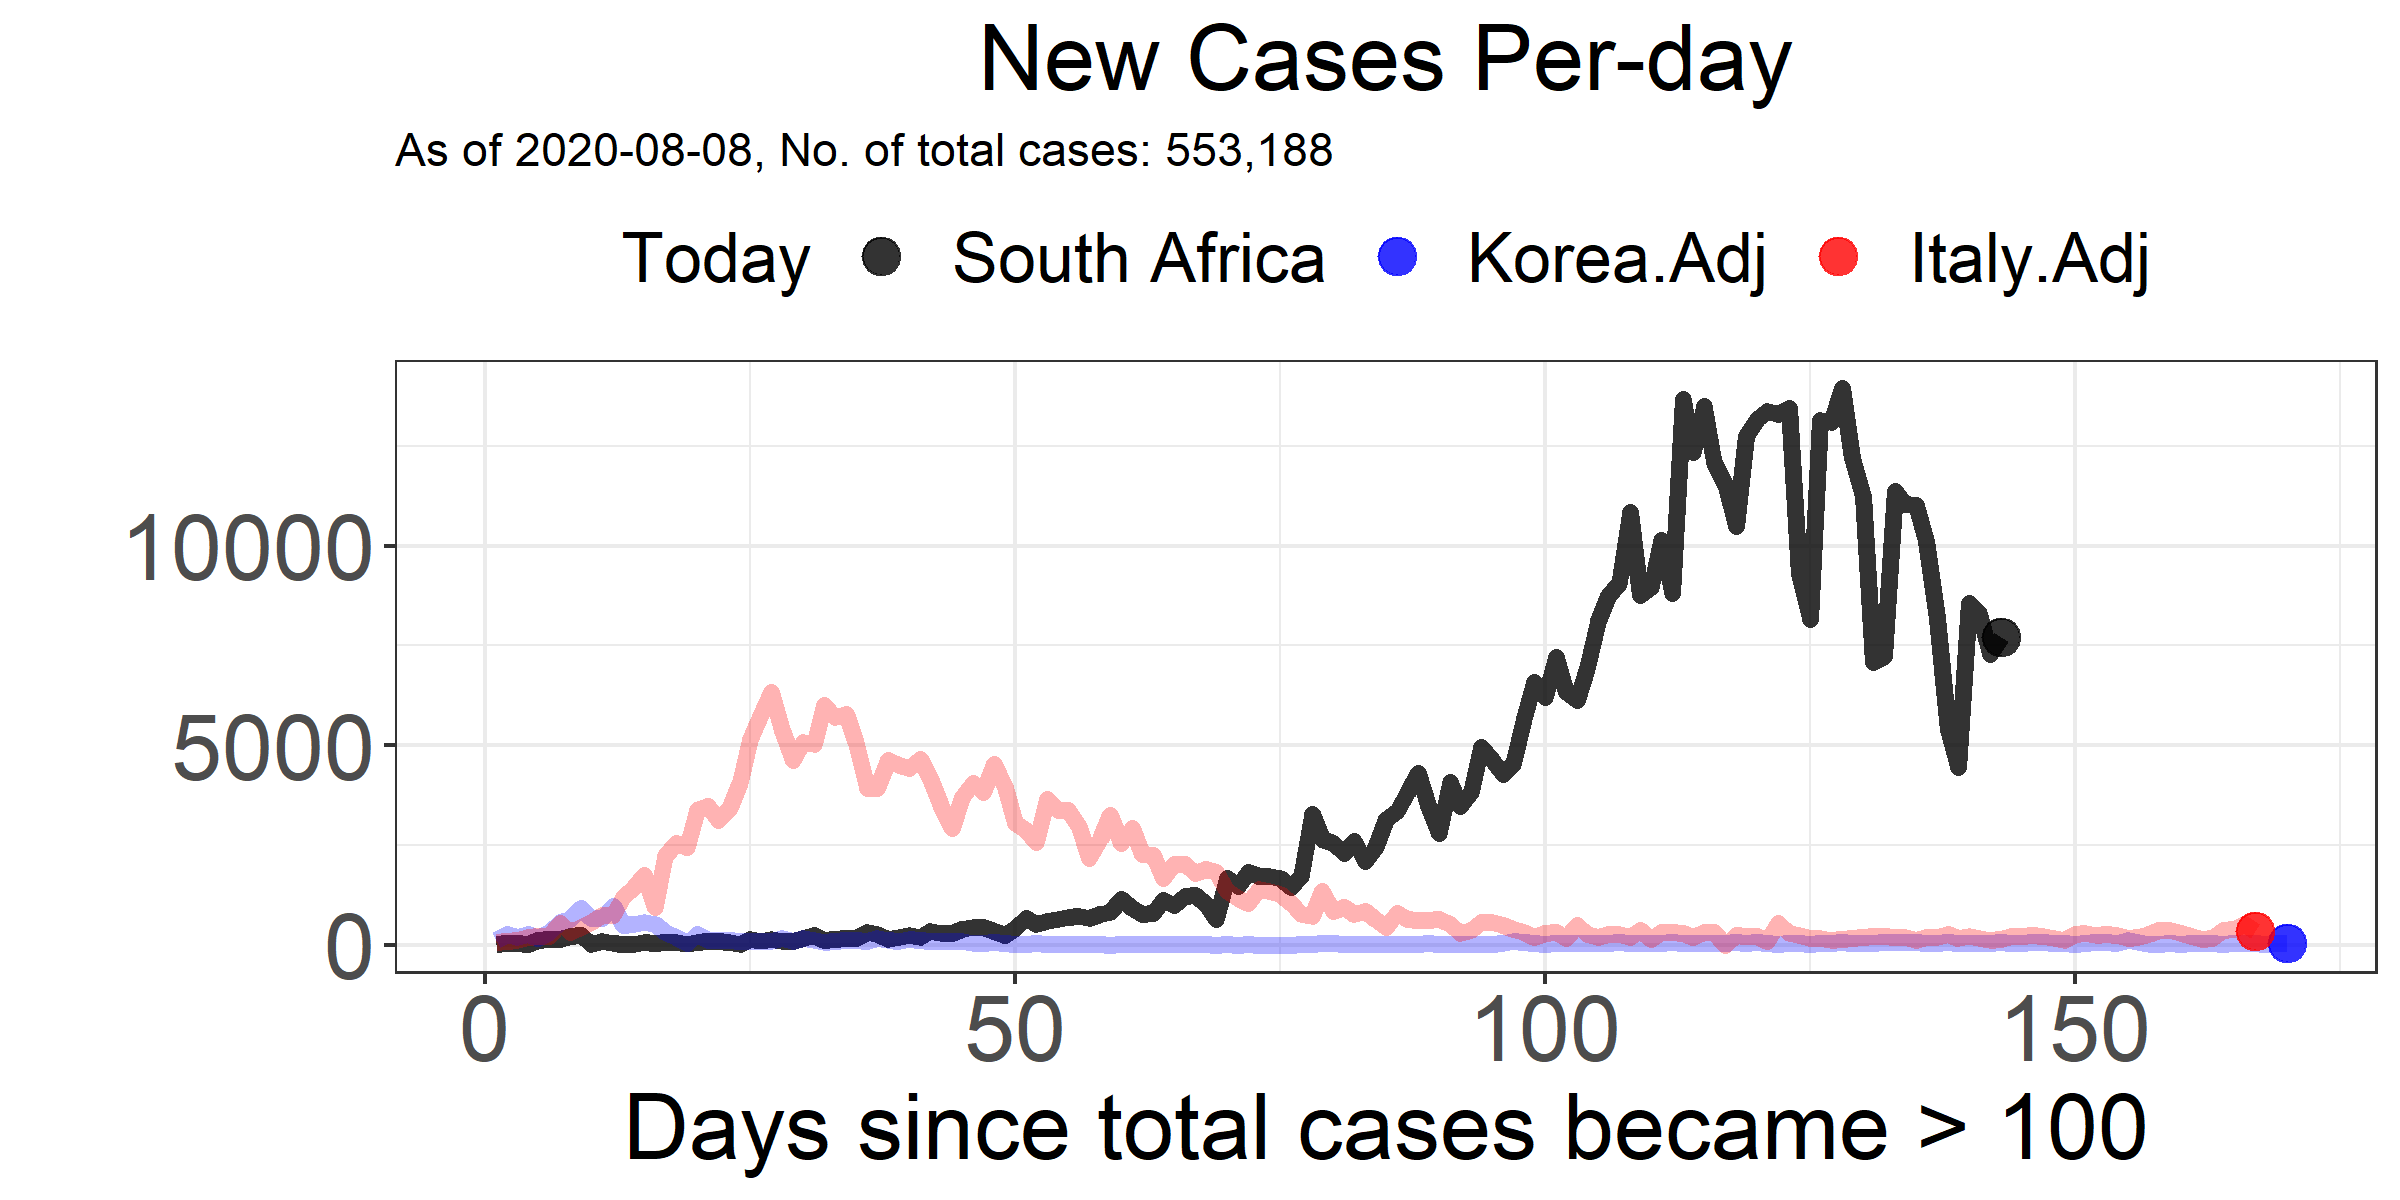 New Cases Per-day
As of 2020-08-08, No. of total cases: 553,188
Today South Africa Korea.Adj Italy.Adj
10000
5000
0
0 50 100 150
Days since total cases became > 100